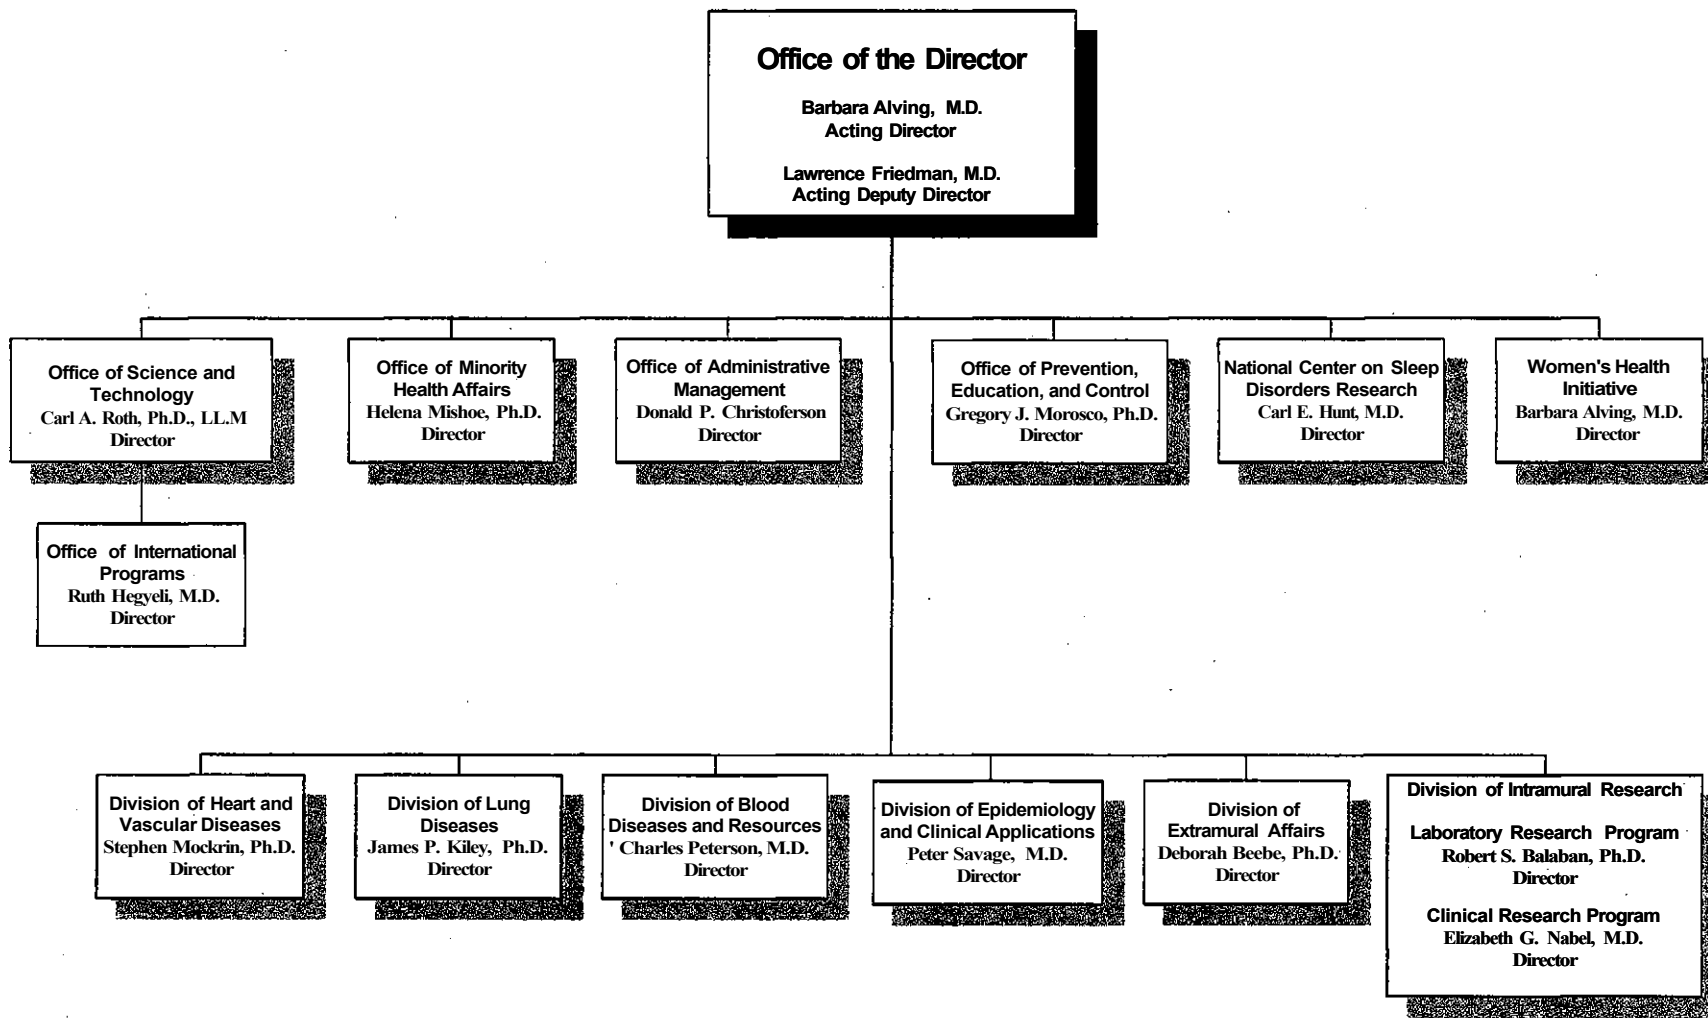 Office of the Director
Barbara Alving, M.D.
Acting Director
Lawrence Friedman, M.D.
Acting Deputy Director
Office of Science and
Technology
Carl A. Roth, Ph.D., LL.M
Director
Office of Minority
Health Affairs
Helena Mishoe, Ph.D.
Director
Office of Administrative
Management
Donald P. Christoferson
Director
Office of Prevention,
Education, and Control
Gregory J. Morosco, Ph.D.
Director
National Center on Sleep
Disorders Research
Carl E. Hunt, M.D.
Director
Women's Health
Initiative
Barbara Alving, M.D.
Director
Office of International
Programs
Ruth Hegyeli, M.D.
Director
Division of Heart and
Vascular Diseases
Stephen Mockrin, Ph.D.
Director
Division of Lung
Diseases
James P. Kiley, Ph.D.
Director
Division of Blood
Diseases and Resources
' Charles Peterson, M.D.
Director
Division of Epidemiology
and Clinical Applications
Peter Savage, M.D.
Director
Division of
Extramural Affairs
Deborah Beebe, Ph.D.
Director
Division of Intramural Research
Laboratory Research Program
Robert S. Balaban, Ph.D.
Director
Clinical Research Program
Elizabeth G. Nabel, M.D.
Director